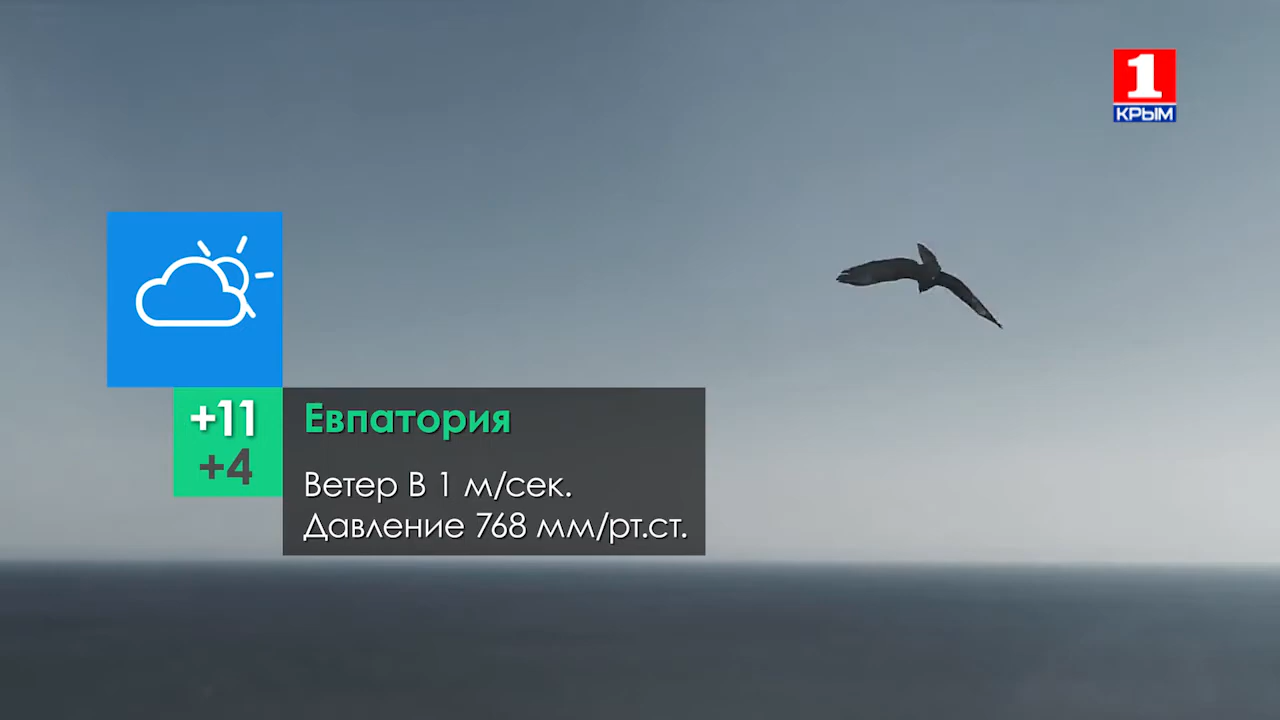 1
КРЫМ
+11
+4
Евпатория
Ветер В 1 м/сек.
Давление 768 мм/рт.ст.